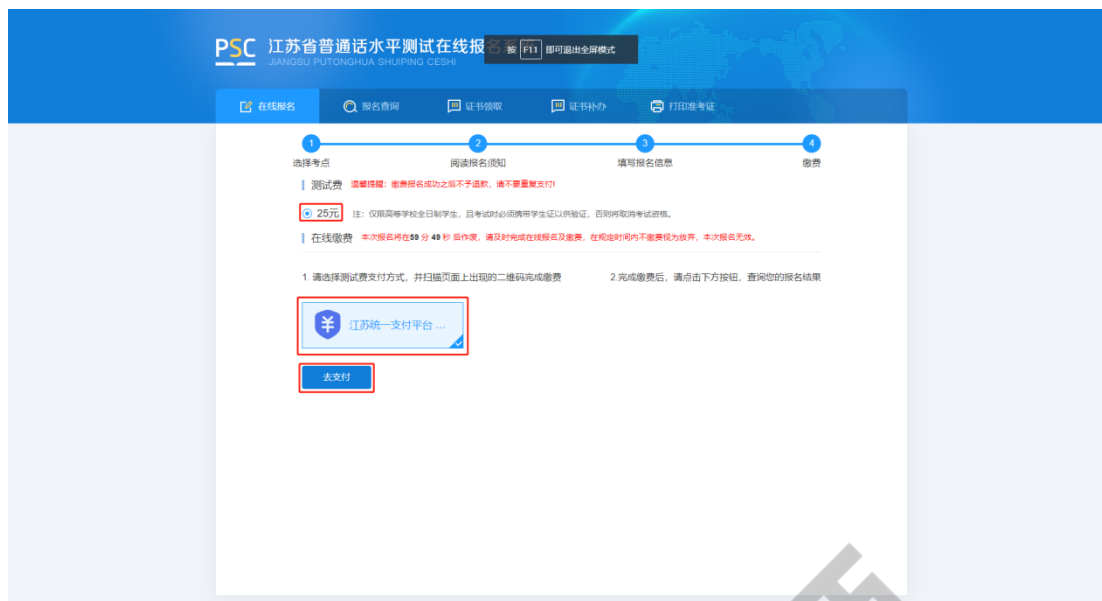 PSC 江苏省普通话水平测试在线报名
JIANGSU PUTONGHUA SHUIPING CESHI
按 F11 即可退出全屏模式
在线报名 报名查询 证书领取 证书补办 打印准考证
1 2 3 4
选择考点 阅读报名须知 填写报名信息 缴费
测试费 温馨提醒:缴费报名成功之后不予退款,请不要重复支付!
25元 注:仅限高等学校全日制学生,且考试时必须携带学生证以供验证,否则将取消考试资格。
在线缴费 本次报名将在59 分 49 秒 后作废,请及时完成在线报名及缴费,在规定时间内不缴费视为放弃,本次报名无效。
1. 请选择测试费支付方式,并扫描页面上出现的二维码完成缴费 2.完成缴费后,请点击下方按钮,查询您的报名结果
江苏统一支付平台 ...
去支付